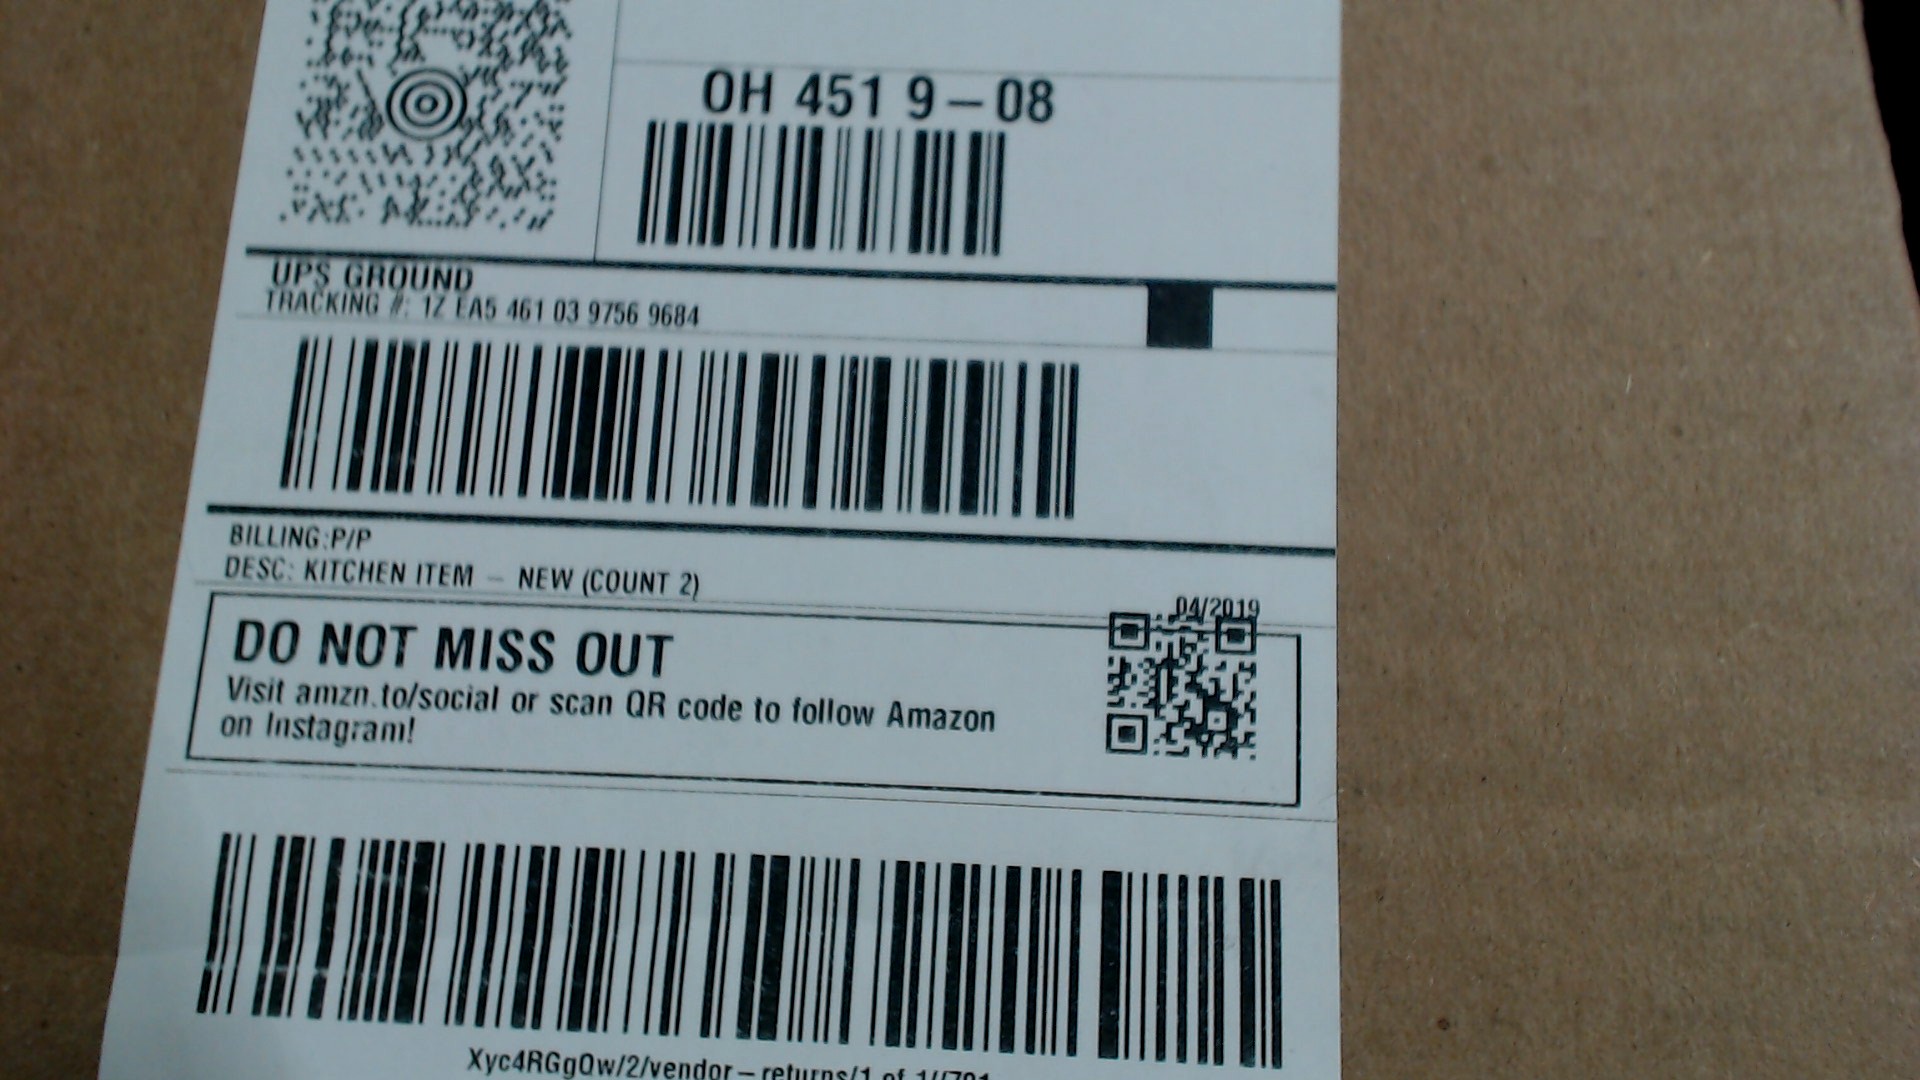 OH 451 9-08
UPS GROUND
TRACKING #: 1Z EA5 461 03 9756 9684
BILLING:P/P
DESC: KITCHEN ITEM - NEW (COUNT 2)
04/2019
DO NOT MISS OUT
Visit amzn.to/social or scan QR code to follow Amazon
on Instagram!
Xyc4RGgQw/2/vendor-returns/1 of